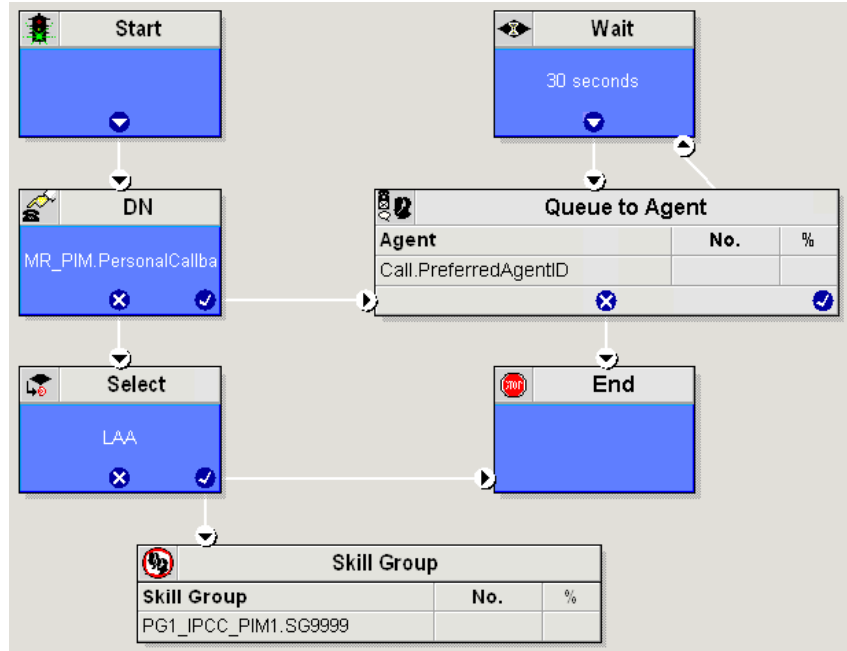 Start
Wait
30 seconds
DN
MR_PIM.PersonalCallba
Queue to Agent
Agent No. %
Call.PreferredAgentID
Select
LAA
STOP End
Skill Group
Skill Group No. %
PG1_IPCC_PIM1.SG9999